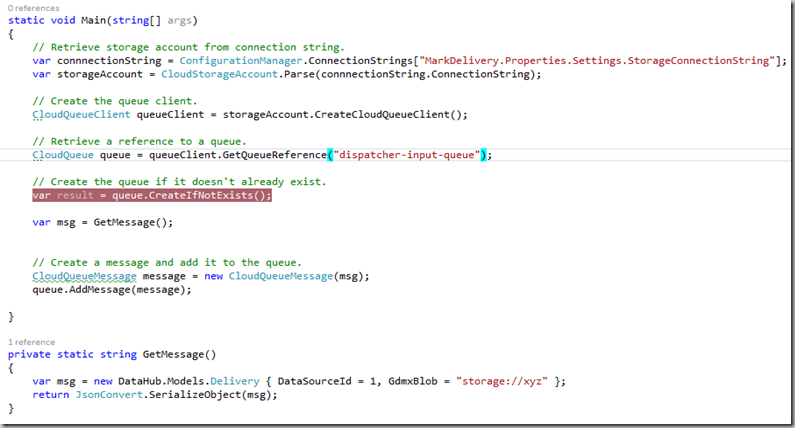 0 references
static void Main(string[] args)
{
// Retrieve storage account from connection string.
var connnectionString = ConfigurationManager.ConnectionStrings["MarkDelivery.Properties.Settings.StorageConnectionString"];
var storageAccount = CloudStorageAccount.Parse(connnectionString.ConnectionString);
// Create the queue client.
CloudQueueClient queueClient = storageAccount.CreateCloudQueueClient();
// Retrieve a reference to a queue.
CloudQueue queue = queueClient.GetQueueReference("dispatcher-input-queue");
// Create the queue if it doesn't already exist.
var result = queue.CreateIfNotExists();
var msg = GetMessage();
// Create a message and add it to the queue.
CloudQueueMessage message = new CloudQueueMessage(msg);
queue.AddMessage(message);
}
1 reference
private static string GetMessage()
{
var msg = new DataHub.Models.Delivery { DataSourceId = 1, GdmxBlob = "storage://xyz" };
return JsonConvert.SerializeObject(msg);
}